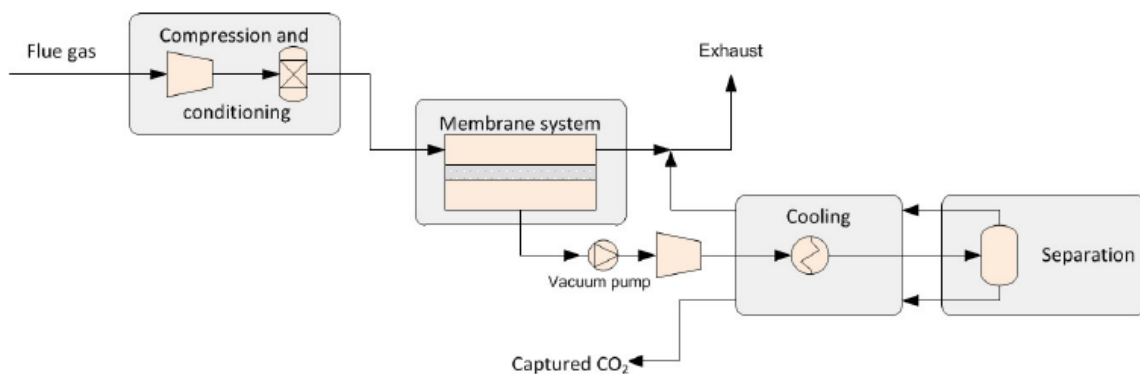 Compression and
Flue gas
conditioning
Exhaust
Membrane system
Cooling
Separation
Vacuum pump
Captured CO₂